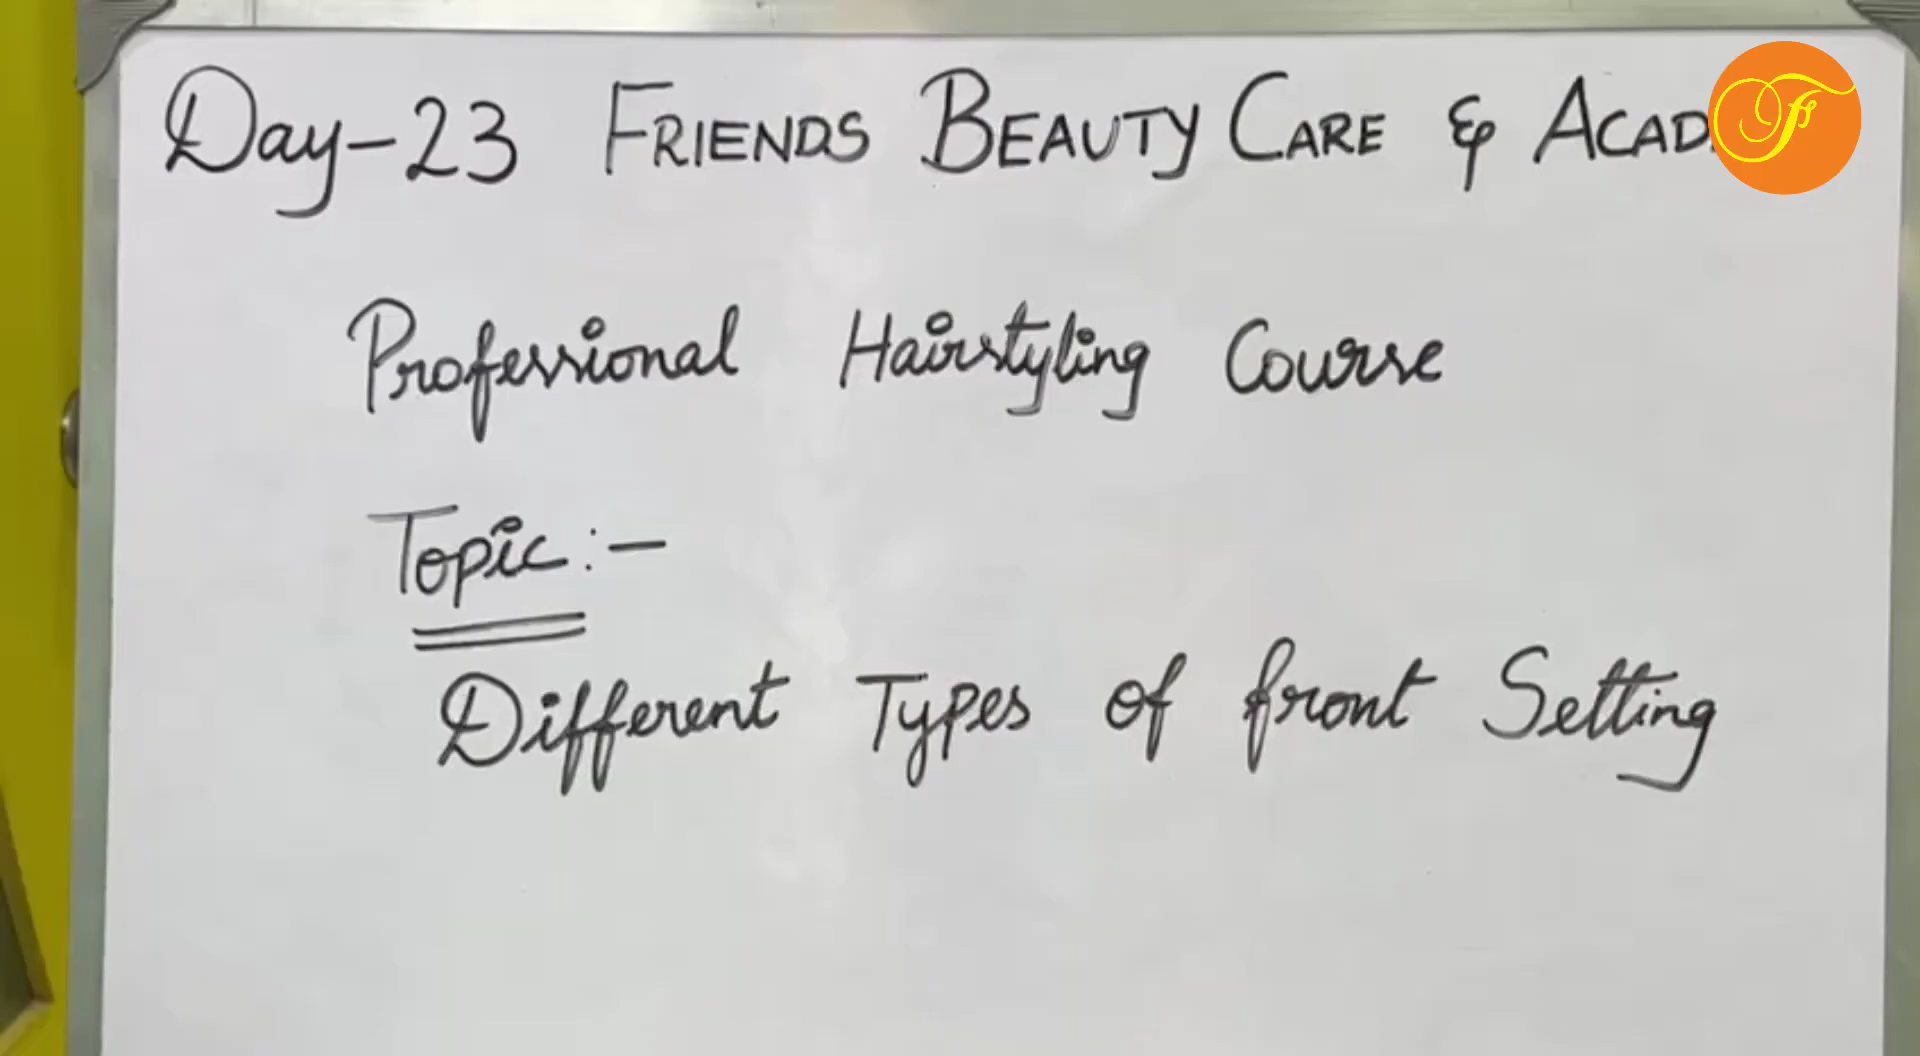 Day-23 FRIENDS BEAUTY CARE & ACAD
Professional Hairstyling Course
Topic:-
Different Types of front Setting